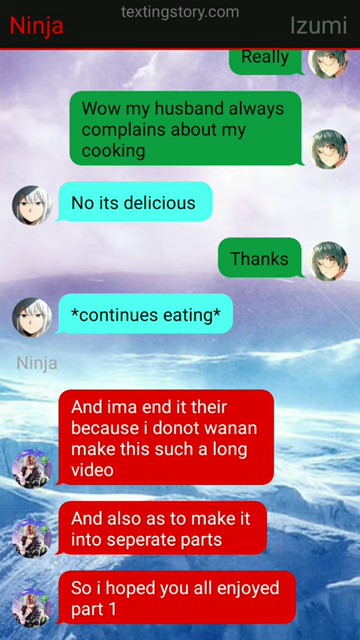 textingstory.com
Ninja
Izumi
Really
Wow my husband always
complains about my
cooking
No its delicious
Thanks
*continues eating*
Ninja
And ima end it their
because i donot wanan
make this such a long
video
And also as to make it
into seperate parts
So i hoped you all enjoyed
part 1